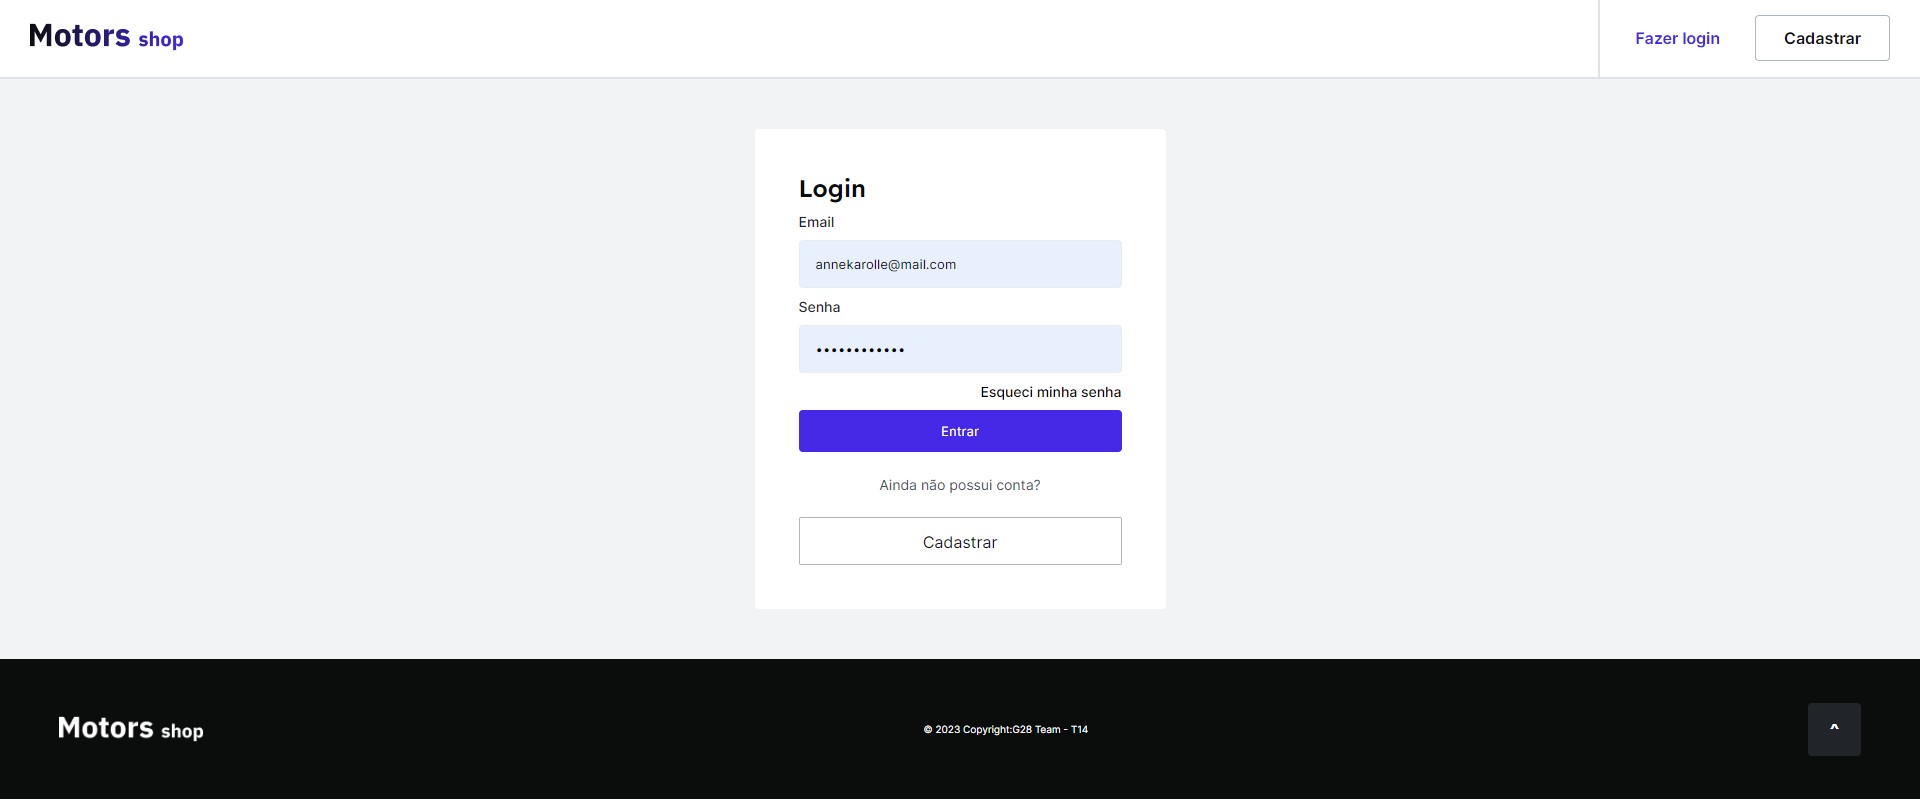 Motors shop
Fazer login
Cadastrar
Login
Email
annekarolle@mail.com
Senha
••••••••••••
Esqueci minha senha
Entrar
Ainda não possui conta?
Cadastrar
Motors shop
© 2023 Copyright:G28 Team - T14
^